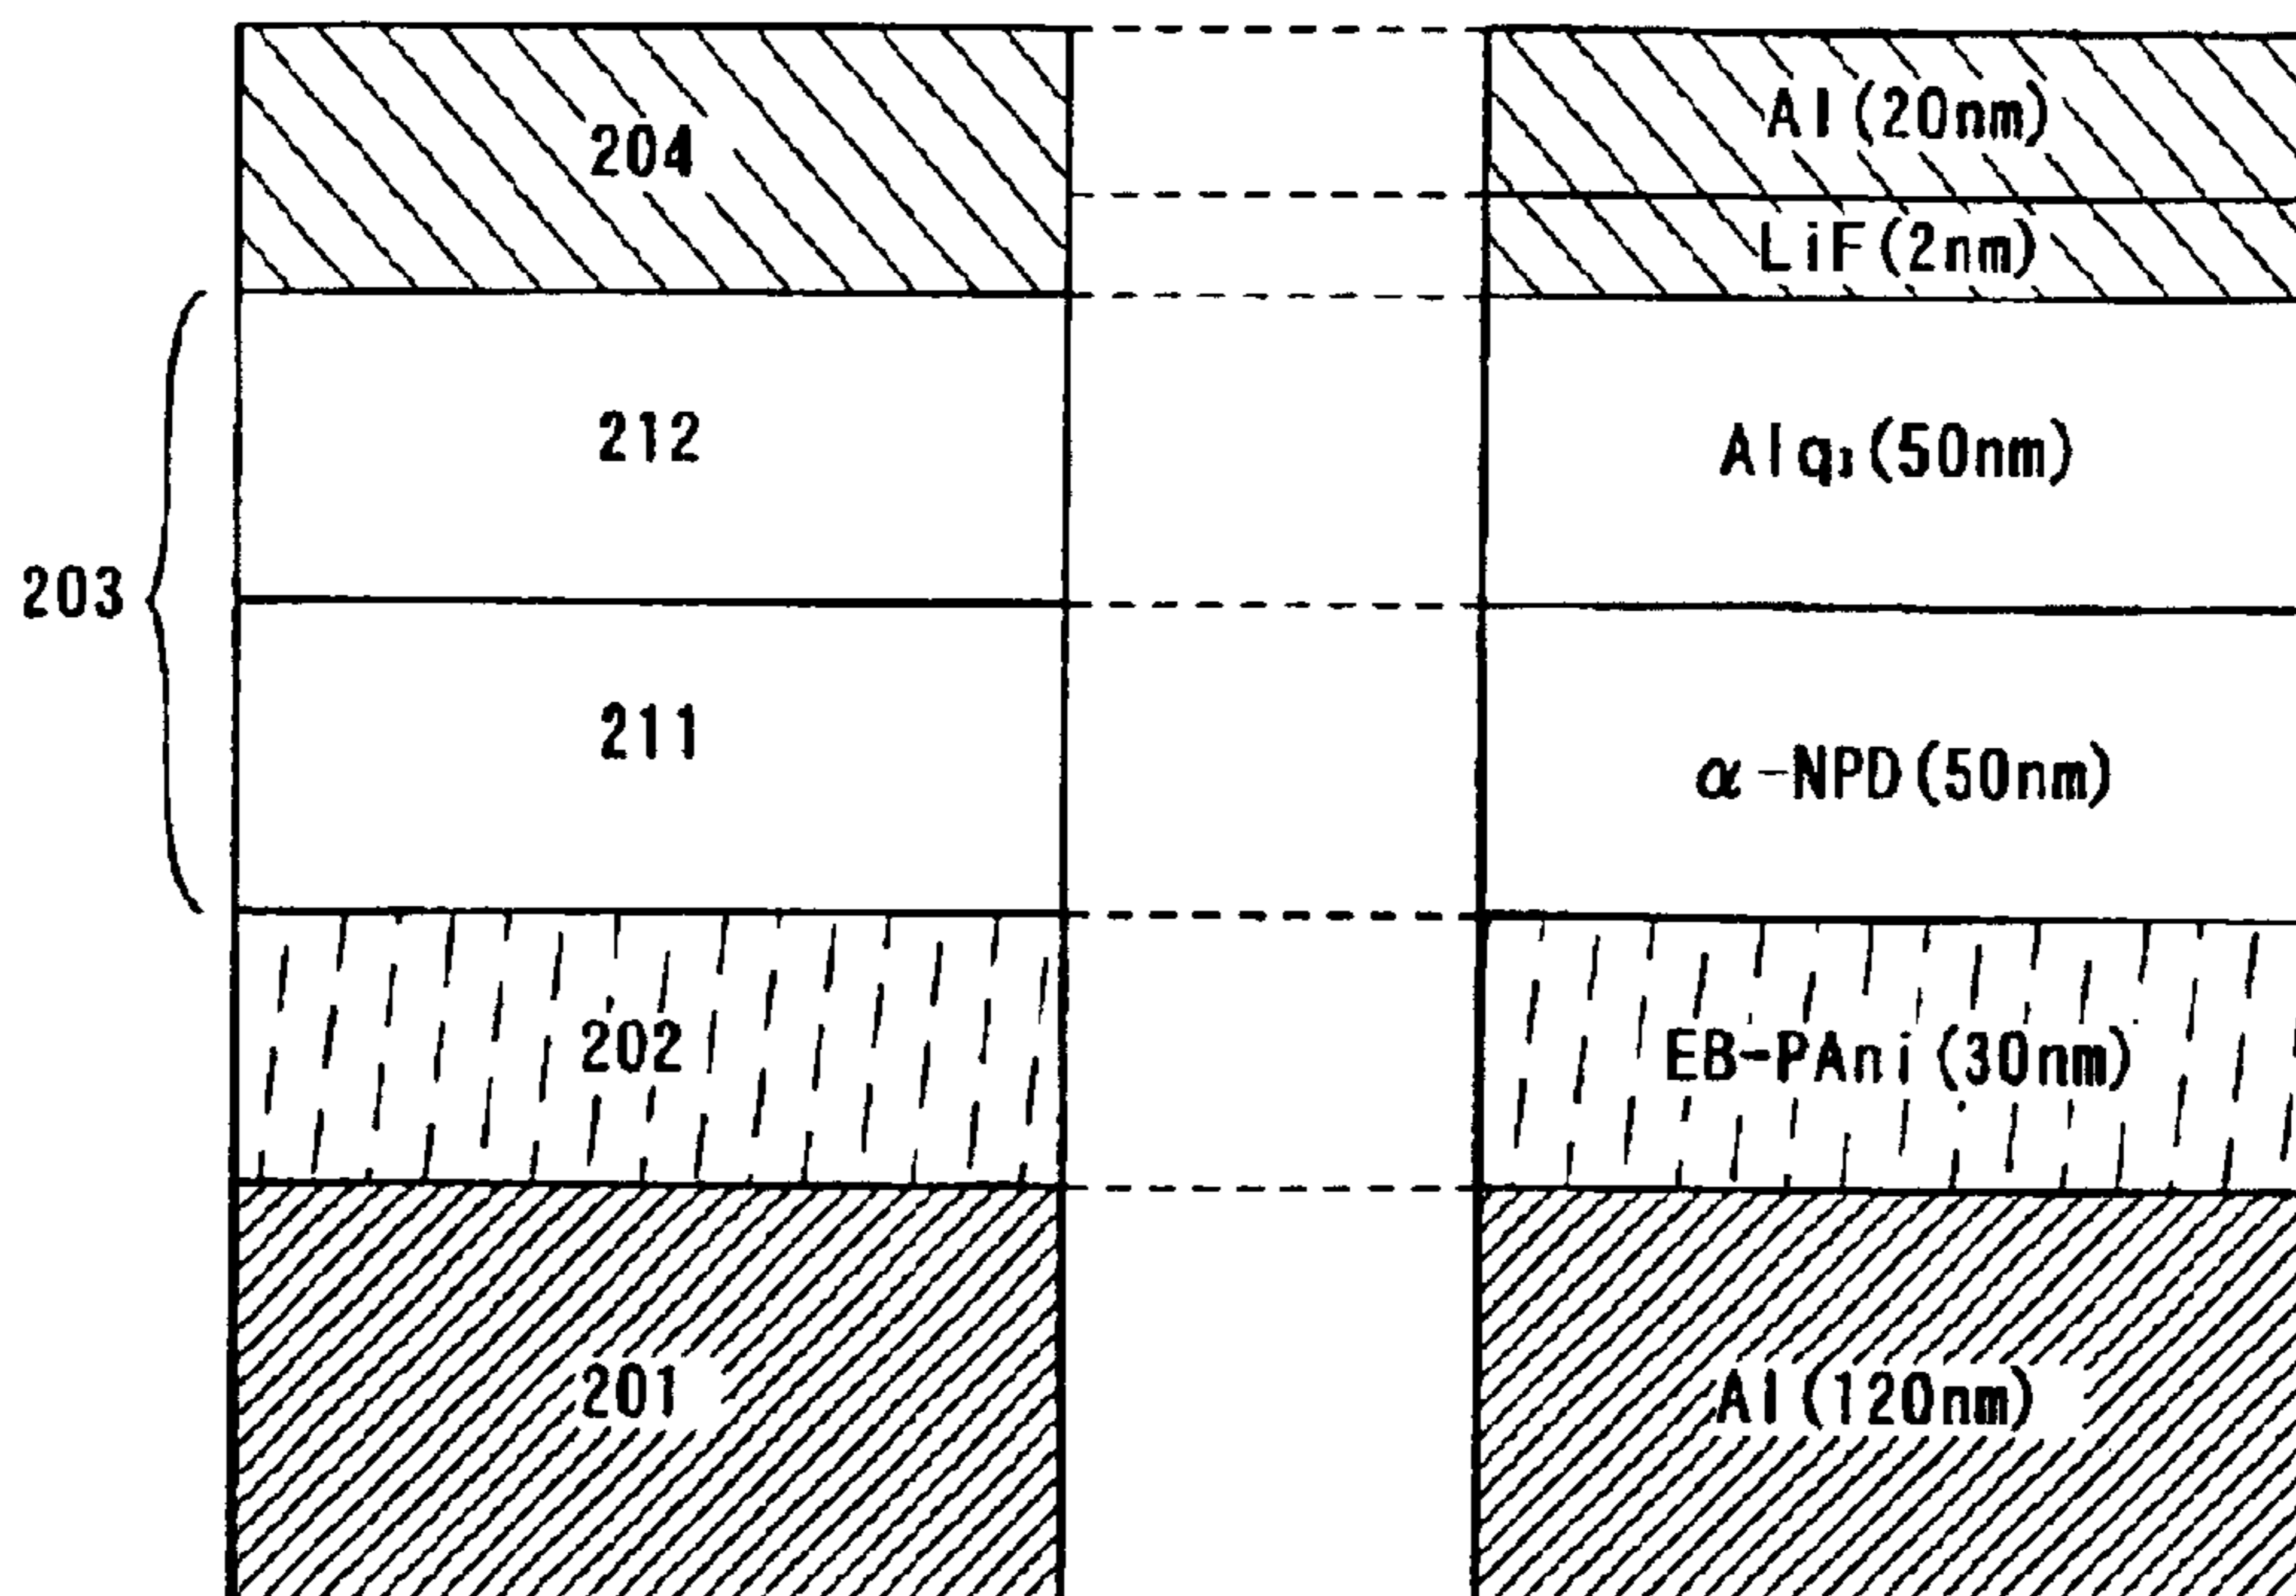 204
Al(20nm)
LiF(2nm)
212
Alq₃(50nm)
203
211
α-NPD(50nm)
202
EB-PAni(30nm)
201
Al(120nm)